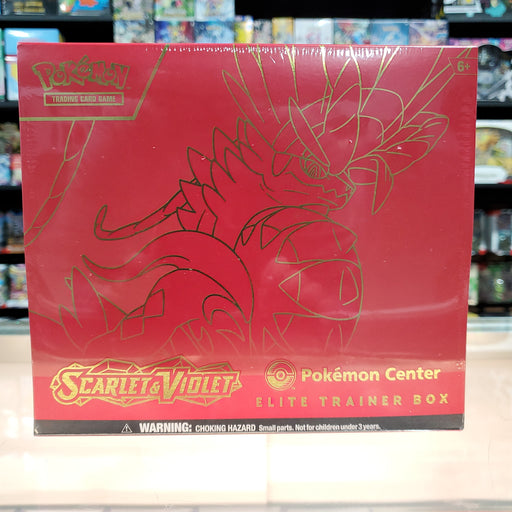 POKÉMON
TRADING CARD GAME
6+
SCARLET & VIOLET
Pokémon Center
ELITE TRAINER BOX
WARNING: CHOKING HAZARD Small parts. Not for children under 3 years.